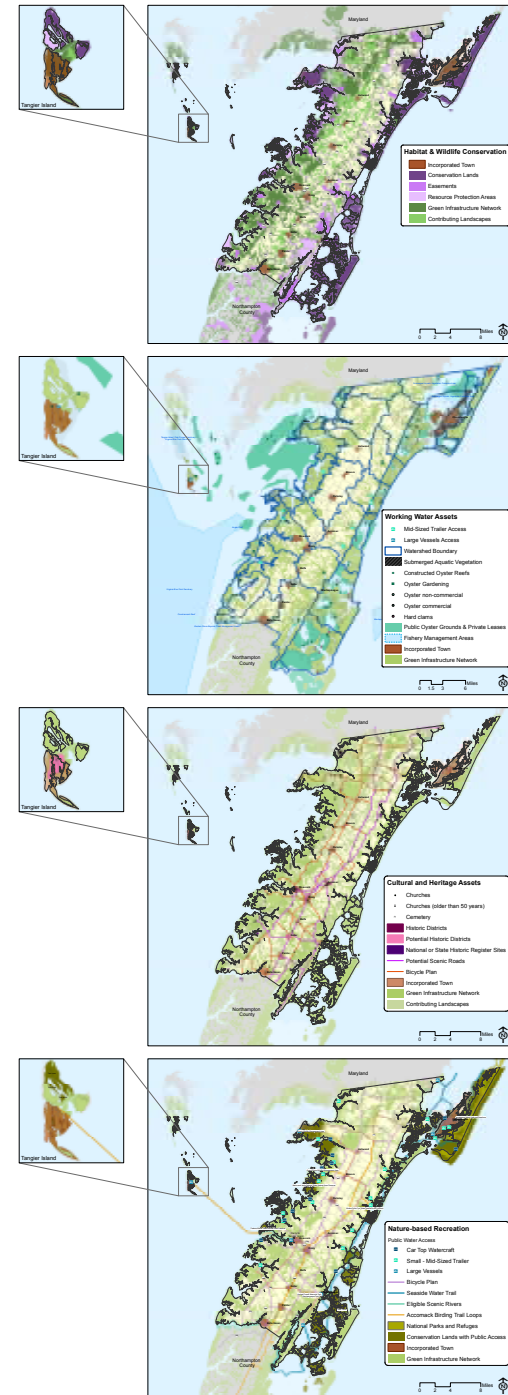 Maryland
Tangier Island
Habitat & Wildlife Conservation
Incorporated Town
Conservation Lands
Easements
Resource Protection Areas
Green Infrastructure Network
Contributing Landscapes
Northampton
County
Miles
0 2 4 8
N
Maryland
Tangier Island
Working Water Assets
Mid-Sized Trailer Access
Large Vessels Access
Watershed Boundary
Submerged Aquatic Vegetation
Constructed Oyster Reefs
Oyster Gardening
Oyster non-commercial
Oyster commercial
Hard clams
Public Oyster Grounds & Private Leases
Fishery Management Areas
Incorporated Town
Green Infrastructure Network
Northampton
County
Miles
0 1.5 3 6
N
Maryland
Tangier Island
Cultural and Heritage Assets
Churches
Churches (older than 50 years)
Cemetery
Historic Districts
Potential Historic Districts
National or State Historic Register Sites
Potential Scenic Roads
Bicycle Plan
Incorporated Town
Green Infrastructure Network
Contributing Landscapes
Northampton
County
Miles
0 2 4 8
N
Maryland
Tangier Island
Nature-based Recreation
Public Water Access
Car Top Watercraft
Small - Mid-Sized Trailer
Large Vessels
Bicycle Plan
Seaside Water Trail
Eligible Scenic Rivers
Accomack Birding Trail Loops
National Parks and Refuges
Conservation Lands with Public Access
Incorporated Town
Green Infrastructure Network
Northampton
County
Miles
0 2 4 8
N